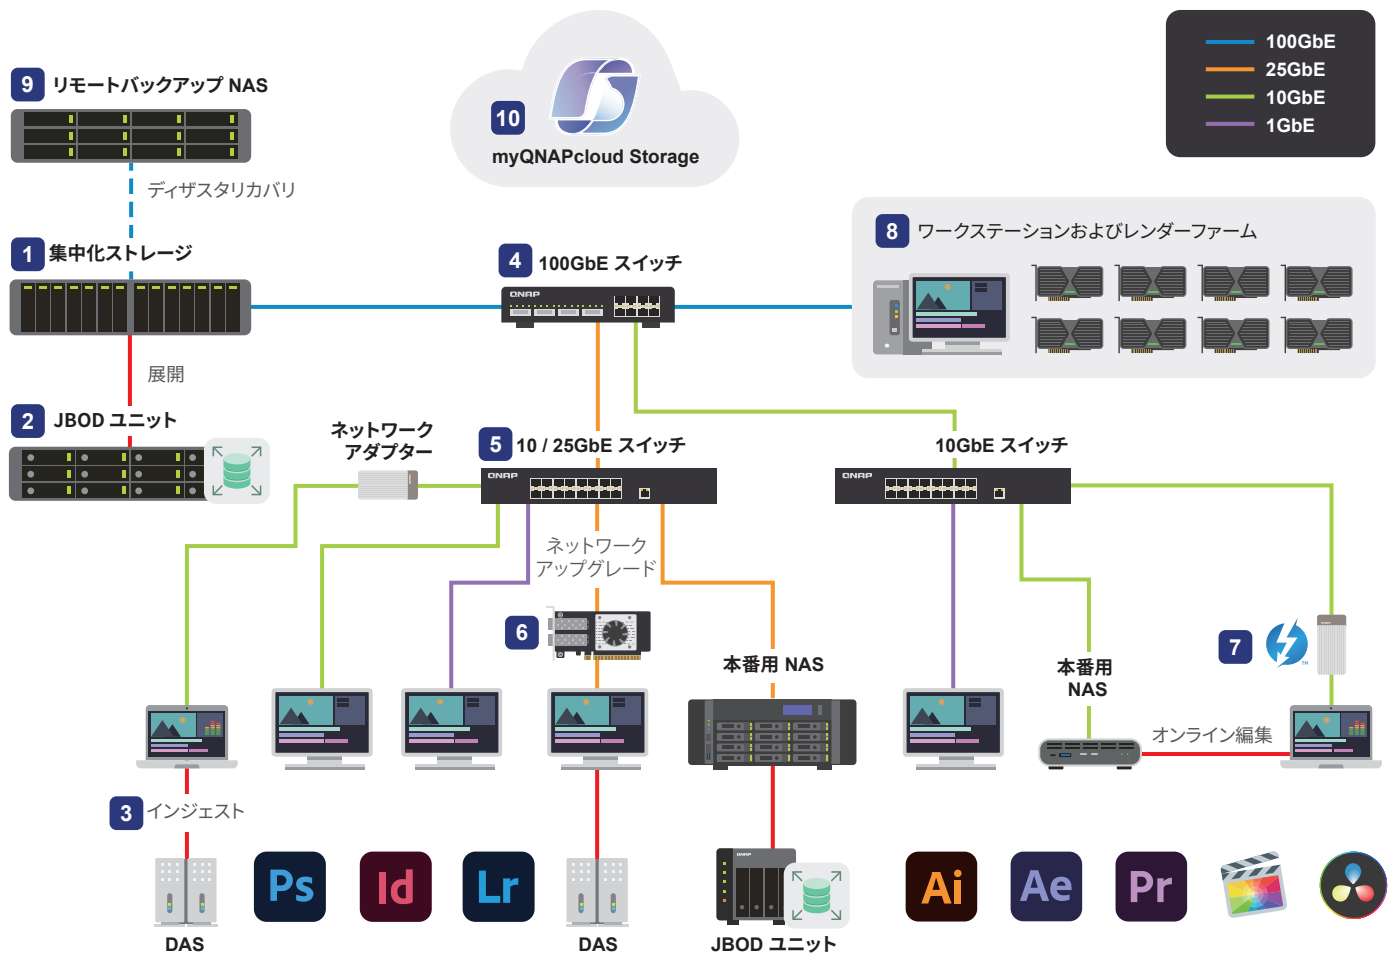 9 リモートバックアップ NAS
10
myQNAPcloud Storage
100GbE
25GbE
10GbE
1GbE
ディザスタリカバリ
1 集中化ストレージ
4 100GbE スイッチ
QNAP
8 ワークステーションおよびレンダーファーム
展開
2 JBOD ユニット
ネットワーク
アダプター
5 10 / 25GbE スイッチ
QNAP
10GbE スイッチ
QNAP
ネットワーク
アップグレード
6
本番用 NAS
本番用
NAS
7
TM
オンライン編集
3 インジェスト
DAS
Ps
Id
Lr
DAS
QNAP
JBOD ユニット
Ai
Ae
Pr